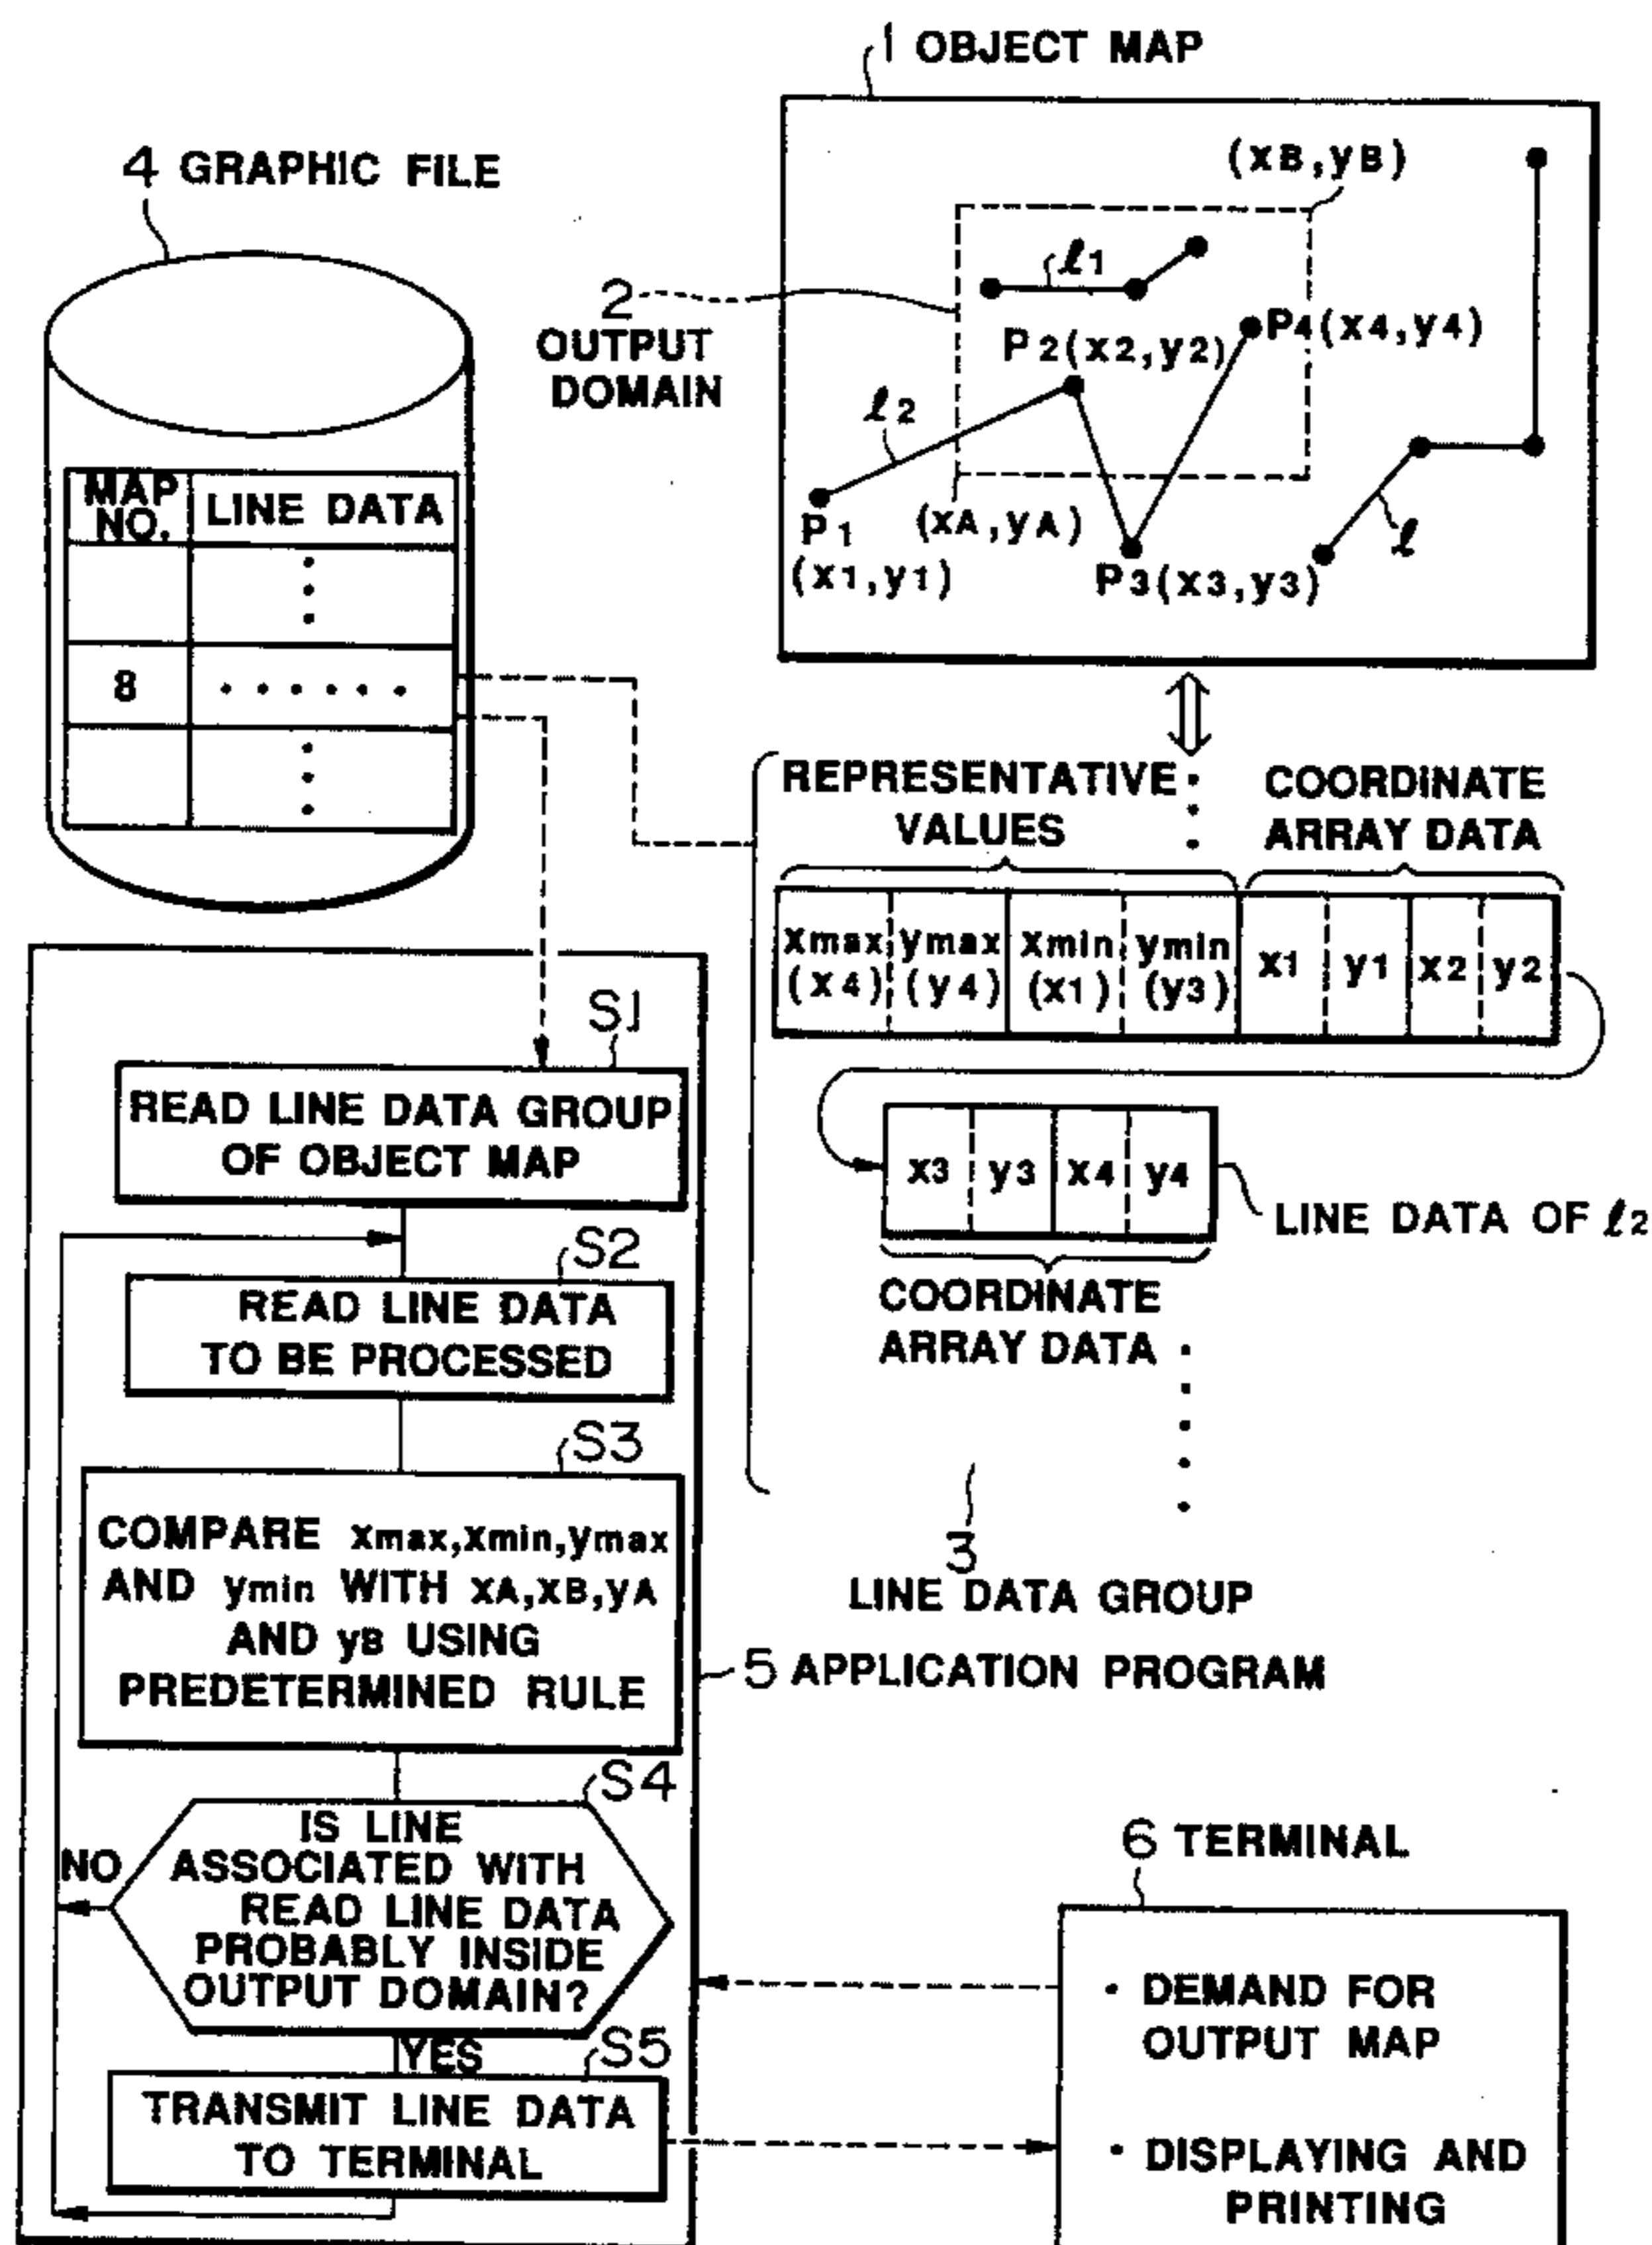 1 OBJECT MAP
4 GRAPHIC FILE
(xB,yB)
ℓ1
2
OUTPUT
DOMAIN
P2(x2,y2)
P4(x4,y4)
ℓ2
P1
(x1,y1)
(xA,yA)
P3(x3,y3)
ℓ
MAP NO.
LINE DATA
8
REPRESENTATIVE
VALUES
COORDINATE
ARRAY DATA
xmax ymax xmin ymin x1 y1 x2 y2
(x4) (y4) (x1) (y3)
x3 y3 x4 y4
LINE DATA OF ℓ2
COORDINATE
ARRAY DATA
3
LINE DATA GROUP
5 APPLICATION PROGRAM
S1
READ LINE DATA GROUP
OF OBJECT MAP
S2
READ LINE DATA
TO BE PROCESSED
S3
COMPARE xmax,xmin,ymax
AND ymin WITH xA,xB,yA
AND yB USING
PREDETERMINED RULE
S4
IS LINE
ASSOCIATED WITH
READ LINE DATA
PROBABLY INSIDE
OUTPUT DOMAIN?
NO
YES
S5
TRANSMIT LINE DATA
TO TERMINAL
6 TERMINAL
• DEMAND FOR
OUTPUT MAP
• DISPLAYING AND
PRINTING